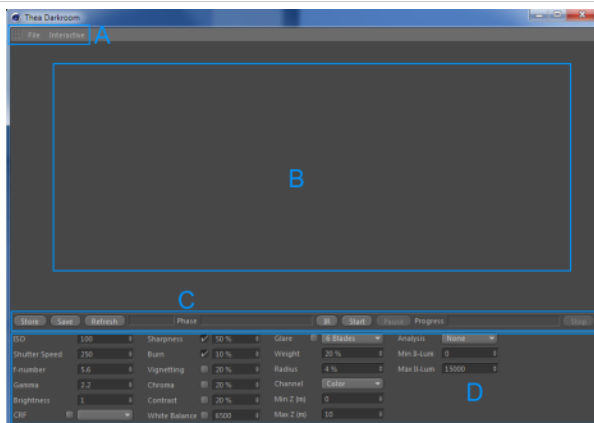 Thea Darkroom
File Interactive A
B
C
Store Save Refresh Phase IR Start Pause Progress Stop
ISO 100 Sharpness 50 % Glare 6 Blades Analysis None
Shutter Speed 250 Burn 10 % Weight 20 % Min B-Lum 0
f-number 5.6 Vignetting 20 % Radius 4 % Max B-Lum 15000
Gamma 2.2 Chroma 20 % Channel Color D
Brightness 1 Contract 20 % Min Z (m) 0
CRF White Balance 6500 Max Z (m) 10